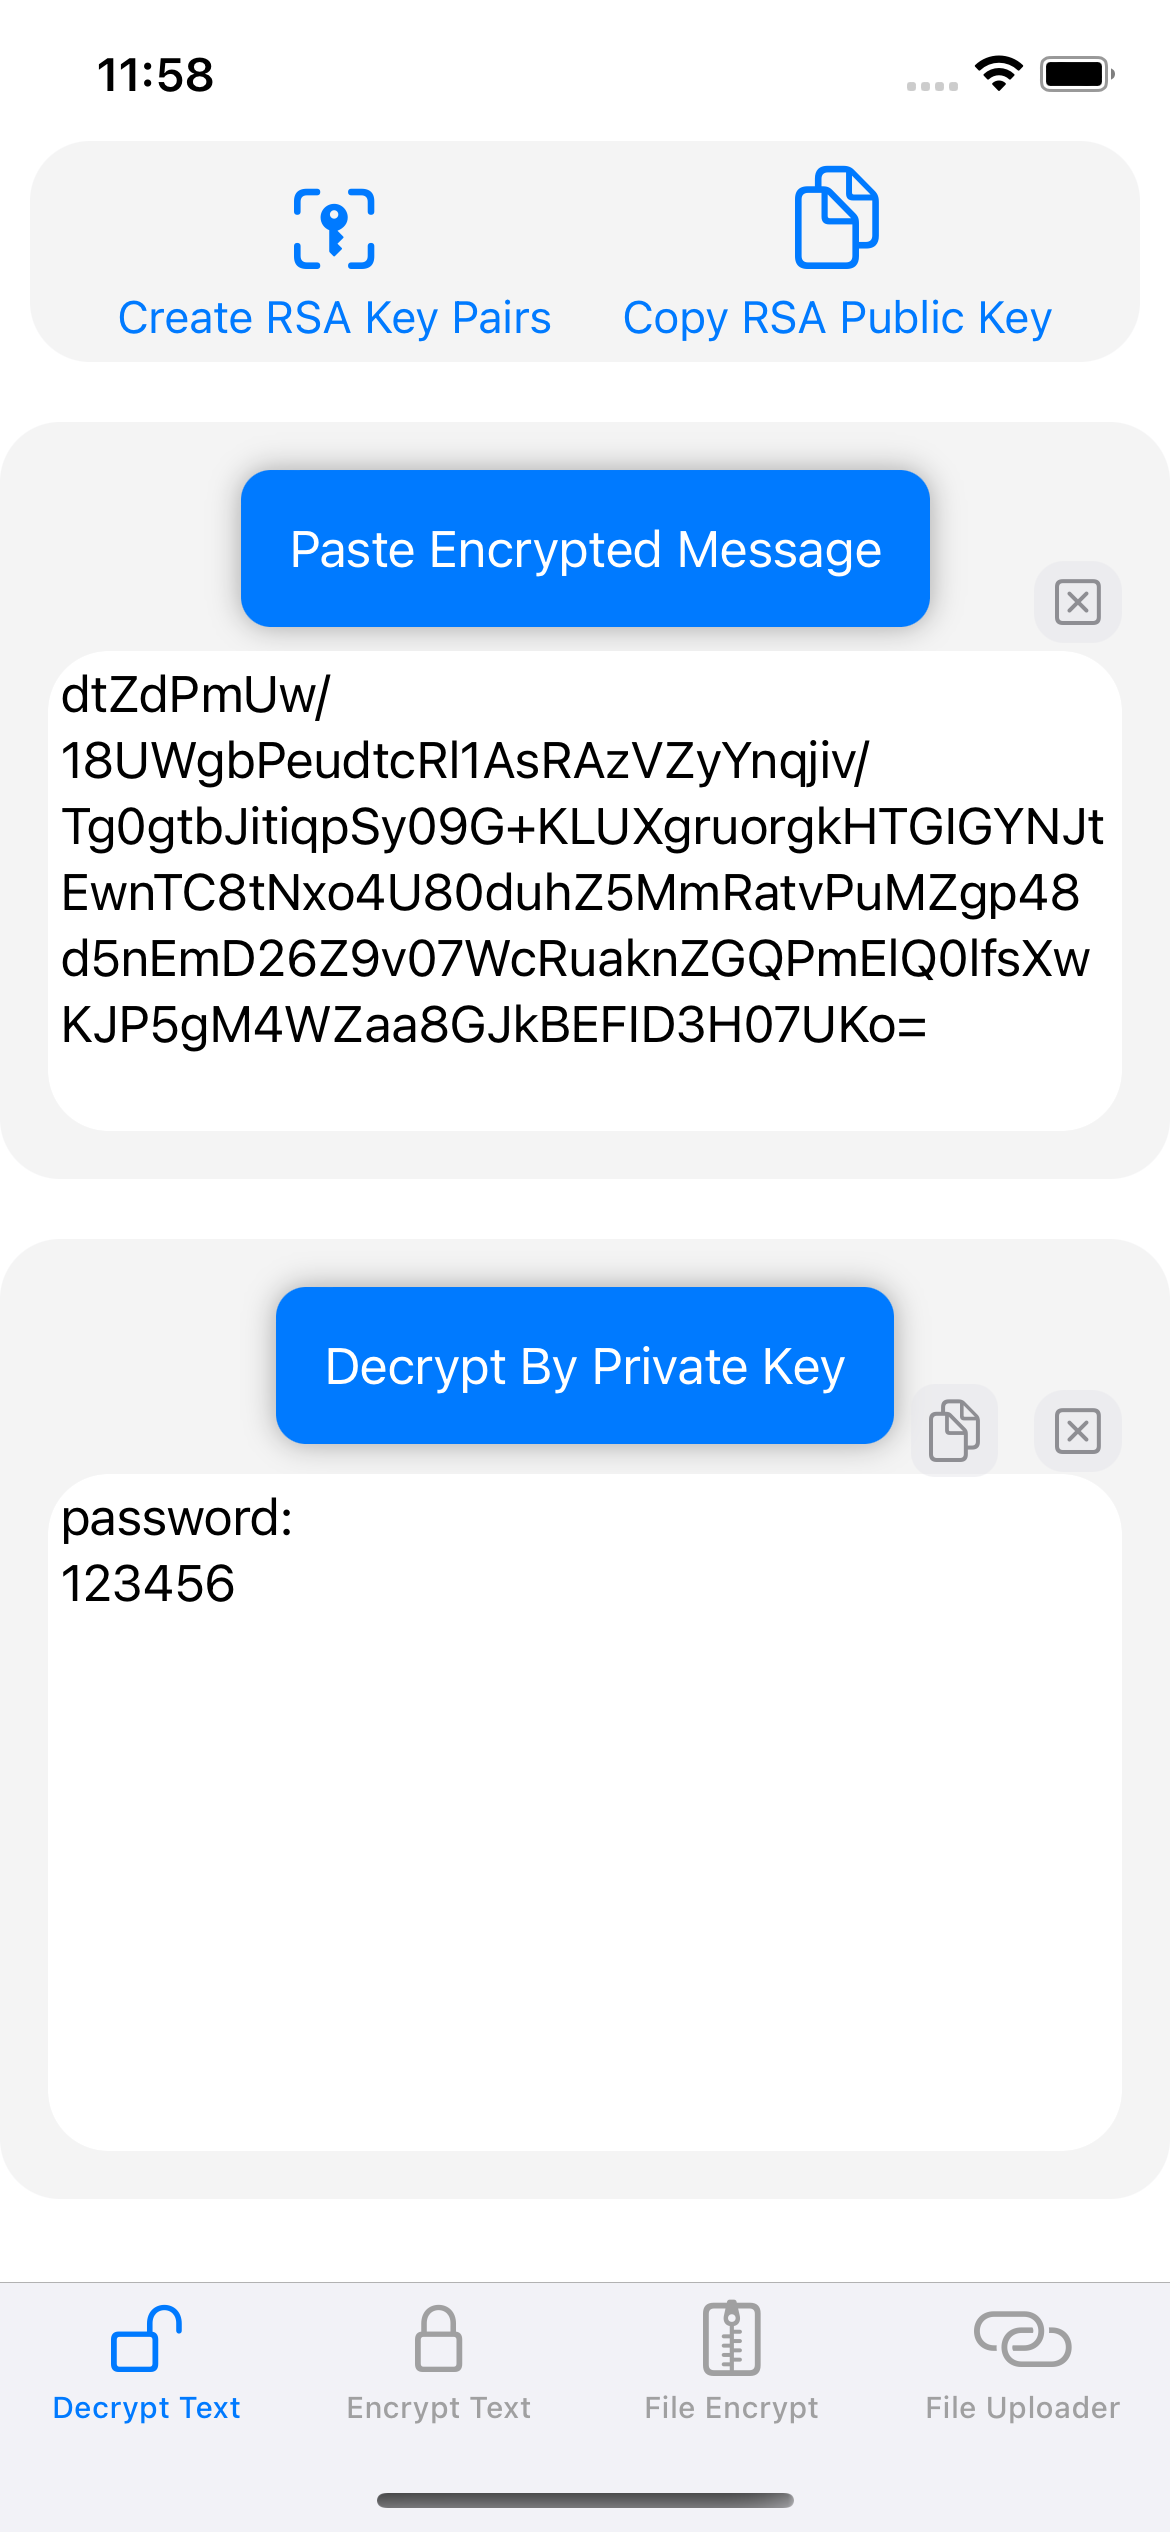 11:58
Create RSA Key Pairs
Copy RSA Public Key
Paste Encrypted Message
dtZdPmUw/
18UWgbPeudtcRl1AsRAzVZyYnqjiv/
Tg0gtbJitiqpSy09G+KLUXgruorgkHTGlGYNJt
EwnTC8tNxo4U80duhZ5MmRatvPuMZgp48
d5nEmD26Z9v07WcRuaknZGQPmElQ0lfsXw
KJP5gM4WZaa8GJkBEFID3H07UKo=
Decrypt By Private Key
password:
123456
Decrypt Text
Encrypt Text
File Encrypt
File Uploader